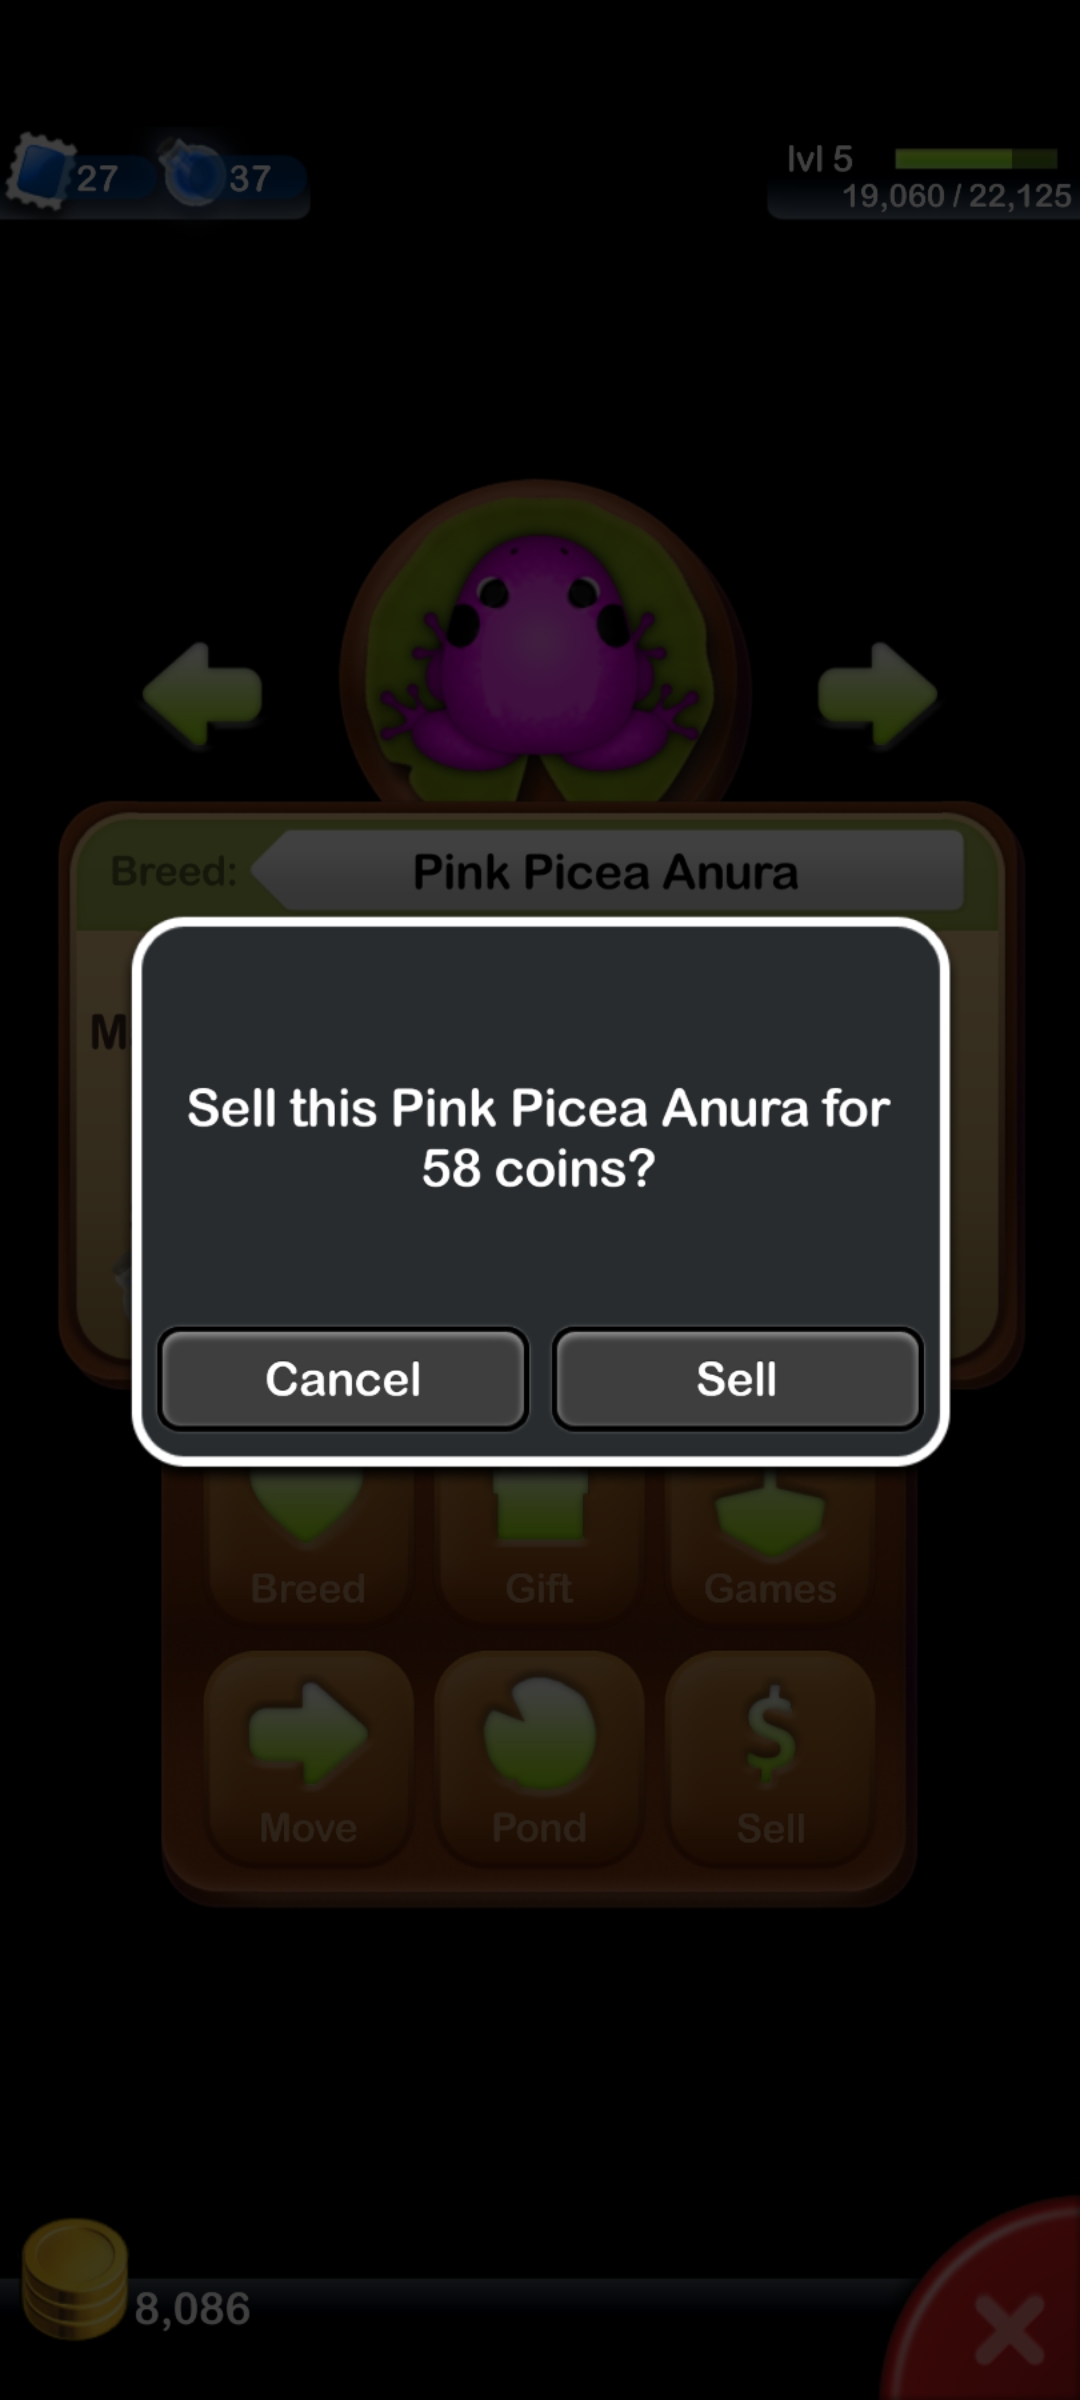 27
37
lvl 5
19,060 / 22,125
Breed:
Pink Picea Anura
M
Sell this Pink Picea Anura for
58 coins?
Cancel
Sell
Breed
Gift
Games
Move
Pond
Sell
8,086